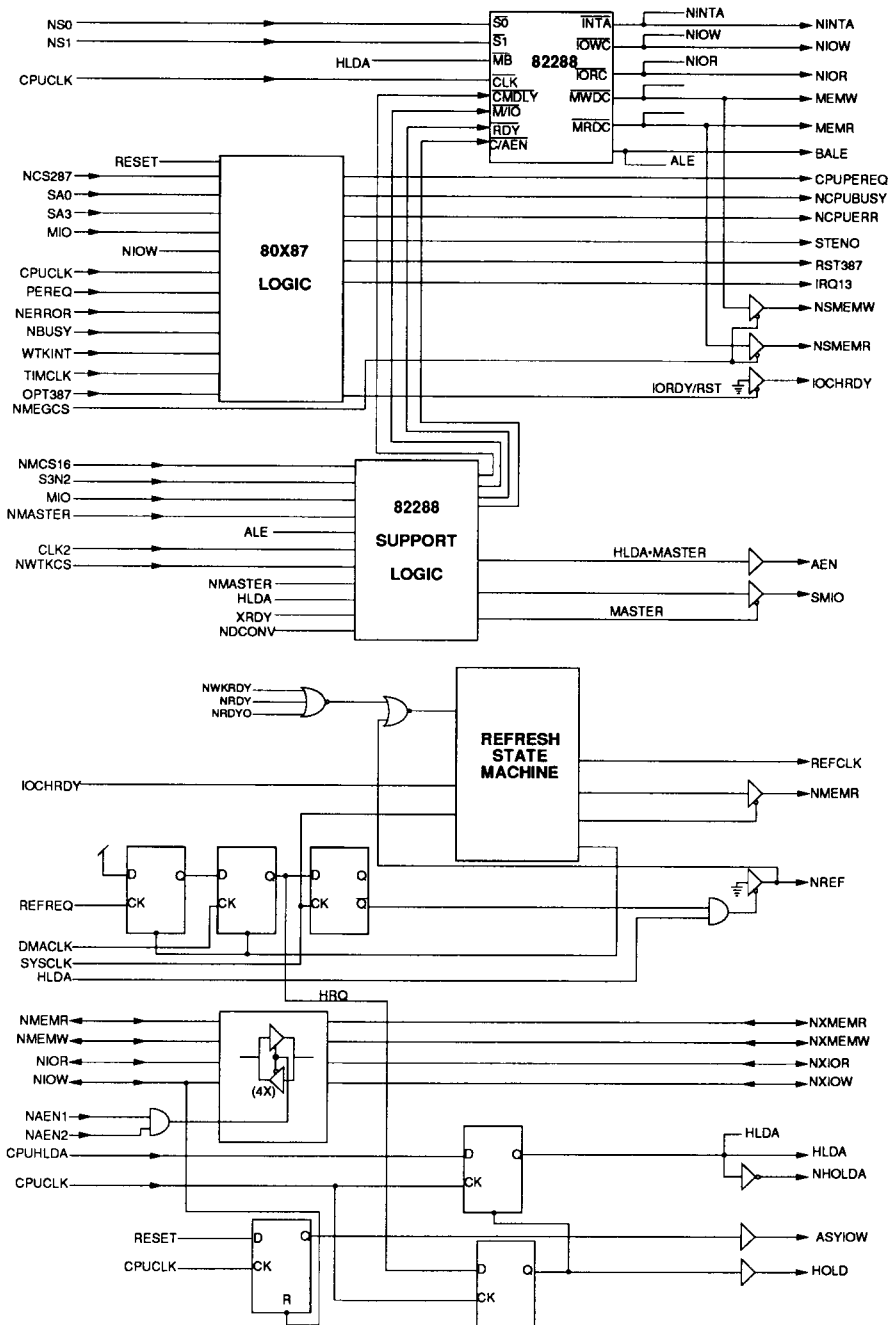 NS0
NS1
HLDA
CPUCLK
S0
S1
MB
CLK
CMDLY
M/IO
RDY
C/AEN
82288
INTA
IOWC
IORC
MWDC
MRDC
NINTA
NIOW
NIOR
ALE
NINTA
NIOW
NIOR
MEMW
MEMR
BALE
RESET
NCS287
SA0
SA3
MIO
NIOW
CPUCLK
PEREQ
NERROR
NBUSY
WTKINT
TIMCLK
OPT387
NMEGCS
80X87
LOGIC
CPUPEREQ
NCPUBUSY
NCPUERR
STENO
RST387
IRQ13
NSMEMW
NSMEMR
IORDY/RST
IOCHRDY
NMCS16
S3N2
MIO
NMASTER
ALE
CLK2
NWTKCS
NMASTER
HLDA
XRDY
NDCONV
82288
SUPPORT
LOGIC
HLDA•MASTER
AEN
SMIO
MASTER
NWKRDY
NRDY
NRDYO
IOCHRDY
REFRESH
STATE
MACHINE
REFCLK
NMEMR
D
Q
CK
D
Q
CK
D
Q
CK
Q
NREF
REFREQ
DMACLK
SYSCLK
HLDA
HRQ
NMEMR
NMEMW
NIOR
NIOW
(4X)
NXMEMR
NXMEMW
NXIOR
NXIOW
NAEN1
NAEN2
CPUHLDA
CPUCLK
D
Q
CK
HLDA
HLDA
NHOLDA
RESET
CPUCLK
D
Q
CK
R
ASYIOW
D
Q
CK
HOLD